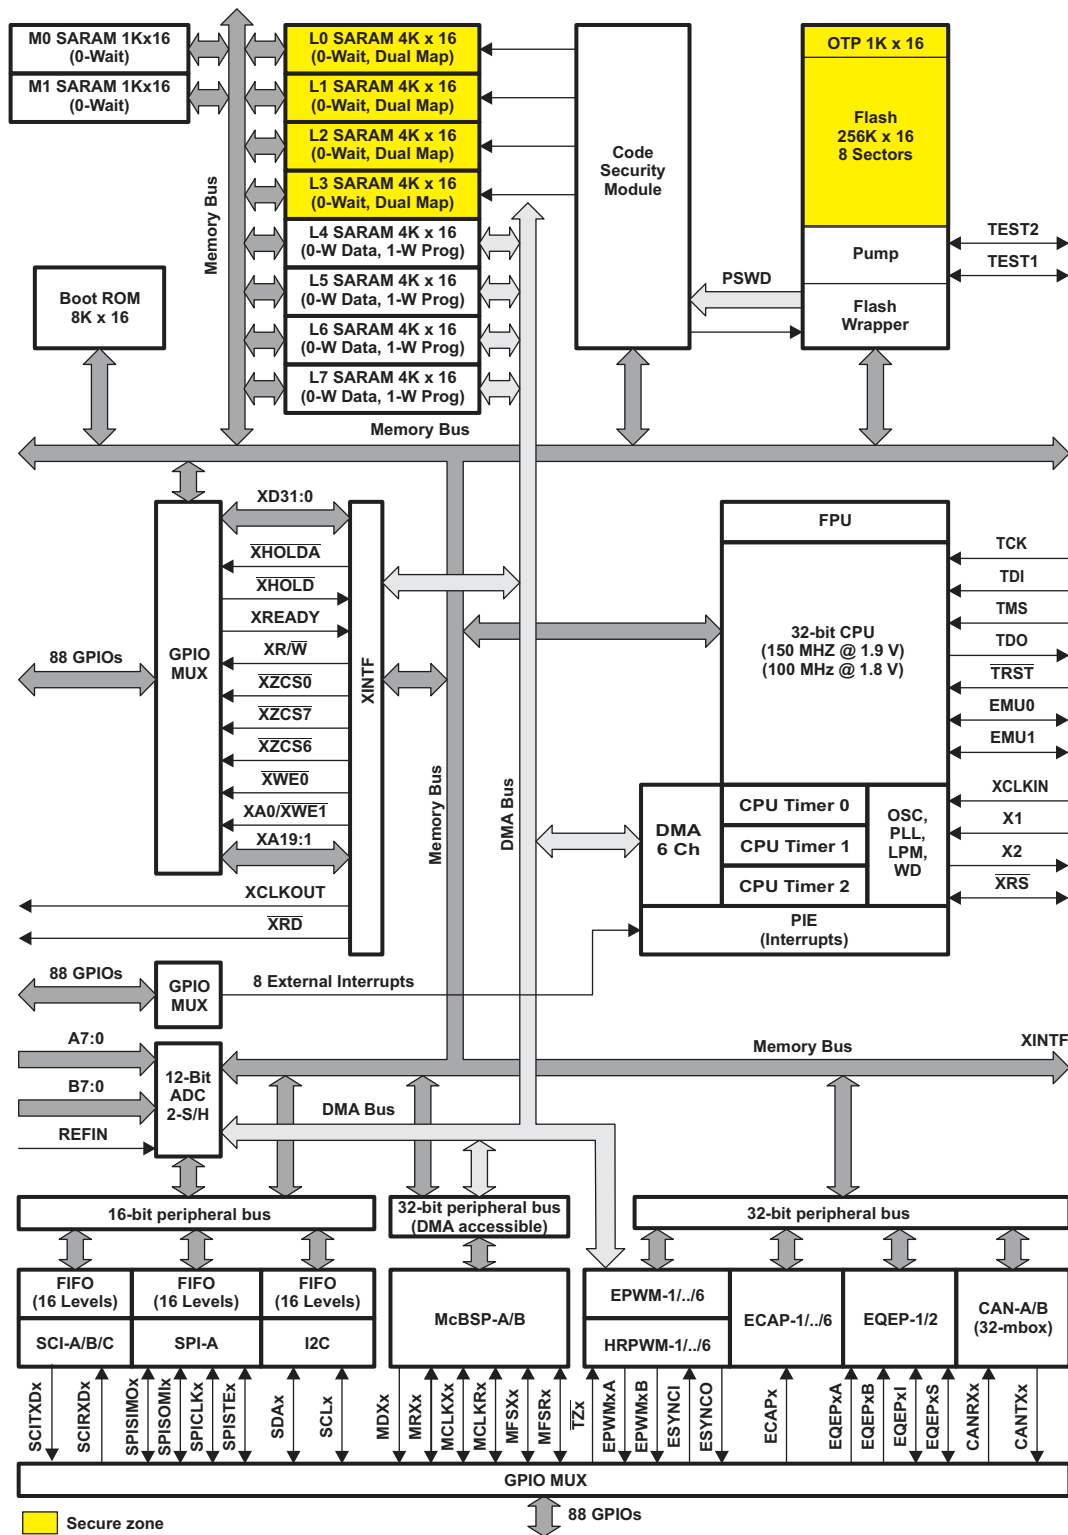 M0 SARAM 1Kx16
(0-Wait)
M1 SARAM 1Kx16
(0-Wait)
L0 SARAM 4K x 16
(0-Wait, Dual Map)
L1 SARAM 4K x 16
(0-Wait, Dual Map)
L2 SARAM 4K x 16
(0-Wait, Dual Map)
L3 SARAM 4K x 16
(0-Wait, Dual Map)
L4 SARAM 4K x 16
(0-W Data, 1-W Prog)
L5 SARAM 4K x 16
(0-W Data, 1-W Prog)
L6 SARAM 4K x 16
(0-W Data, 1-W Prog)
L7 SARAM 4K x 16
(0-W Data, 1-W Prog)
Memory Bus
Boot ROM
8K x 16
Code
Security
Module
OTP 1K x 16
Flash
256K x 16
8 Sectors
Pump
Flash
Wrapper
PSWD
TEST2
TEST1
Memory Bus
88 GPIOs
GPIO
MUX
XD31:0
XHOLDA
XHOLD
XREADY
XR/W
XZCS0
XZCS7
XZCS6
XWE0
XA0/XWE1
XA19:1
XCLKOUT
XRD
XINTF
Memory Bus
DMA Bus
FPU
32-bit CPU
(150 MHZ @ 1.9 V)
(100 MHz @ 1.8 V)
TCK
TDI
TMS
TDO
TRST
EMU0
EMU1
XCLKIN
X1
X2
XRS
DMA
6 Ch
CPU Timer 0
CPU Timer 1
CPU Timer 2
OSC,
PLL,
LPM,
WD
PIE
(Interrupts)
88 GPIOs
GPIO
MUX
8 External Interrupts
A7:0
B7:0
REFIN
12-Bit
ADC
2-S/H
Memory Bus
XINTF
DMA Bus
16-bit peripheral bus
32-bit peripheral bus
(DMA accessible)
32-bit peripheral bus
FIFO
(16 Levels)
FIFO
(16 Levels)
FIFO
(16 Levels)
SCI-A/B/C
SPI-A
I2C
McBSP-A/B
EPWM-1/../6
HRPWM-1/../6
ECAP-1/../6
EQEP-1/2
CAN-A/B
(32-mbox)
SCITXDx
SCIRXDx
SPISIMOx
SPISOMIx
SPICLKx
SPISTEx
SDAx
SCLx
MDXx
MRXx
MCLKXx
MCLKRx
MFSXx
MFSRx
TZx
EPWMxA
EPWMxB
ESYNCI
ESYNCO
ECAPx
EQEPxA
EQEPxB
EQEPxI
EQEPxS
CANRXx
CANTXx
GPIO MUX
88 GPIOs
Secure zone